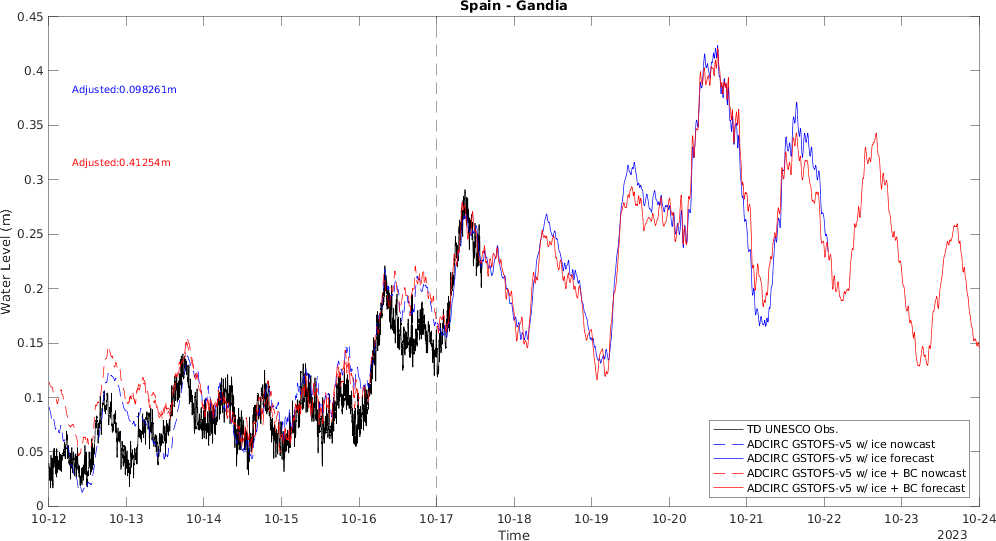 Spain - Gandia
0.45
0.4
0.35
0.3
0.25
0.2
0.15
0.1
0.05
0
Water Level (m)
Adjusted:0.098261m
Adjusted:0.41254m
TD UNESCO Obs.
ADCIRC GSTOFS-v5 w/ ice nowcast
ADCIRC GSTOFS-v5 w/ ice forecast
ADCIRC GSTOFS-v5 w/ ice + BC nowcast
ADCIRC GSTOFS-v5 w/ ice + BC forecast
10-12 10-13 10-14 10-15 10-16 10-17 10-18 10-19 10-20 10-21 10-22 10-23 10-24
Time
2023